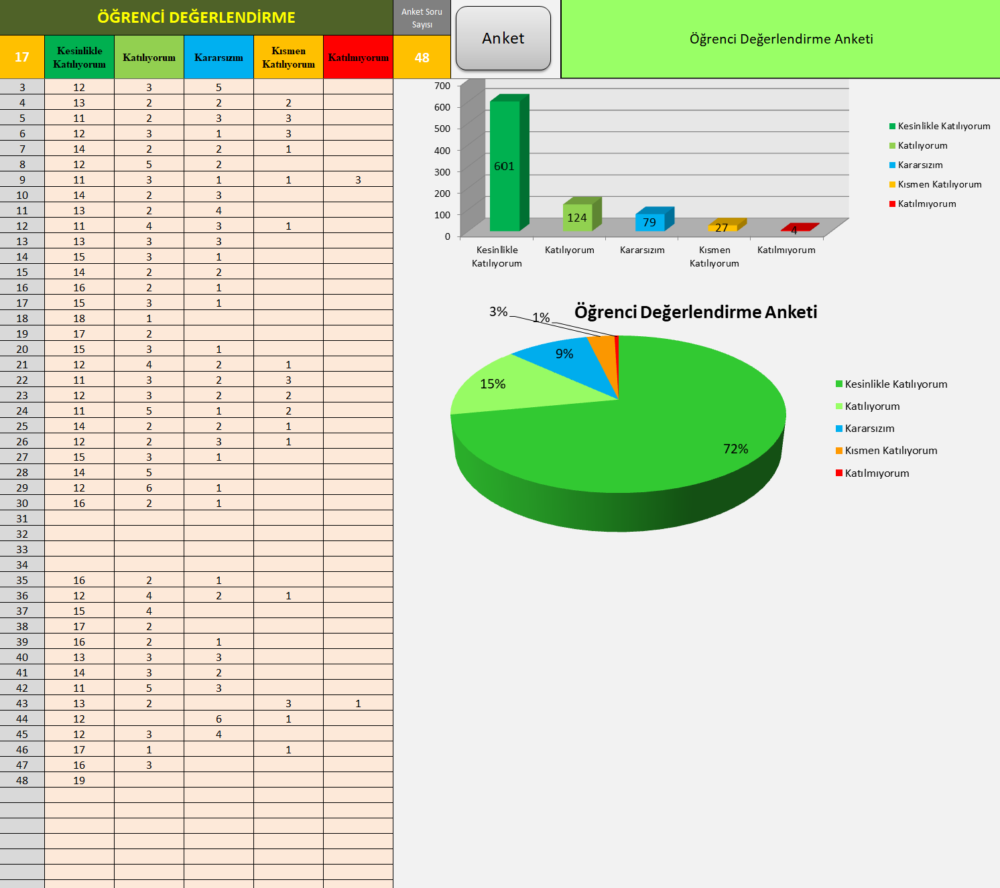 ÖĞRENCİ DEĞERLENDİRME
Anket Soru
Sayısı
Anket
Öğrenci Değerlendirme Anketi
17
Kesinlikle
Katılıyorum
Katılıyorum
Kararsızım
Kısmen
Katılıyorum
Katılmıyorum
48
3 12 3 5
4 13 2 2 2
5 11 2 3 3
6 12 3 1 3
7 14 2 2 1
8 12 5 2
9 11 3 1 1 3
10 14 2 3
11 13 2 4
12 11 4 3 1
13 13 3 3
14 15 3 1
15 14 2 2
16 16 2 1
17 15 3 1
18 18 1
19 17 2
20 15 3 1
21 12 4 2 1
22 11 3 2 3
23 12 3 2 2
24 11 5 1 2
25 14 2 2 1
26 12 2 3 1
27 15 3 1
28 14 5
29 12 6 1
30 16 2 1
31
32
33
34
35 16 2 1
36 12 4 2 1
37 15 4
38 17 2
39 16 2 1
40 13 3 3
41 14 3 2
42 11 5 3
43 13 2 3 1
44 12 6 1
45 12 3 4
46 17 1 1
47 16 3
48 19
700
600
500
400
300
200
100
0
601
124
79
27
4
Kesinlikle
Katılıyorum
Katılıyorum
Kararsızım
Kısmen
Katılıyorum
Katılmıyorum
Kesinlikle Katılıyorum
Katılıyorum
Kararsızım
Kısmen Katılıyorum
Katılmıyorum
Öğrenci Değerlendirme Anketi
3%
1%
9%
15%
72%
Kesinlikle Katılıyorum
Katılıyorum
Kararsızım
Kısmen Katılıyorum
Katılmıyorum